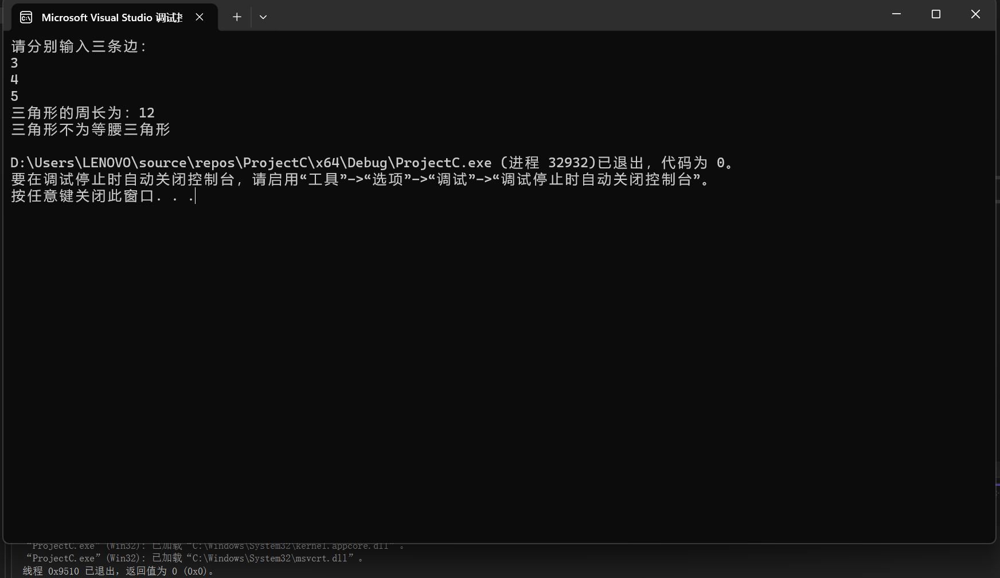 Microsoft Visual Studio 调试
请分别输入三条边：
3
4
5
三角形的周长为：12
三角形不为等腰三角形
D:\Users\LENOVO\source\repos\ProjectC\x64\Debug\ProjectC.exe (进程 32932)已退出，代码为 0。
要在调试停止时自动关闭控制台，请启用“工具”->“选项”->“调试”->“调试停止时自动关闭控制台”。
按任意键关闭此窗口. . .
“ProjectC.exe”(Win32): 已加载“C:\Windows\System32\kernel.appcore.dll”。
“ProjectC.exe”(Win32): 已加载“C:\Windows\System32\msvcrt.dll”。
线程 0x9510 已退出，返回值为 0 (0x0)。